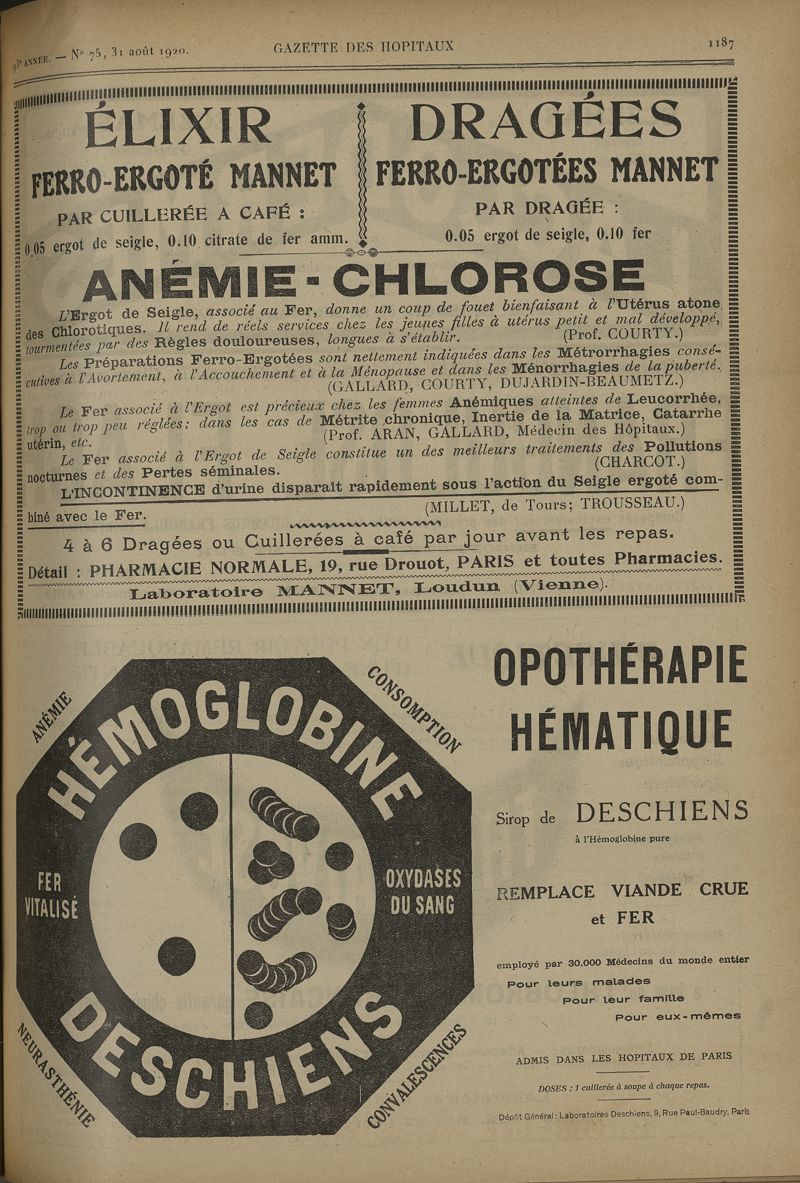 93e ANNÉE. — No 75, 31 août 1920.
GAZETTE DES HOPITAUX
1187
ÉLIXIR
FERRO-ERGOTÉ MANNET
PAR CUILLERÉE A CAFÉ :
0.05 ergot de seigle, 0.10 citrate de fer amm.
DRAGÉES
FERRO-ERGOTÉES MANNET
PAR DRAGÉE :
0.05 ergot de seigle, 0.10 fer
ANÉMIE - CHLOROSE
L'Ergot de Seigle, associé au Fer, donne un coup de fouet bienfaisant à l'Utérus atone
des Chlorotiques. Il rend de réels services chez les jeunes filles à utérus petit et mal développé,
tourmentées par des Règles douloureuses, longues à s'établir. (Prof. COURTY.)
Les Préparations Ferro-Ergotées sont nettement indiquées dans les Métrorrhagies consé-
cutives à l'Avortement, à l'Accouchement et à la Ménopause et dans les Ménorrhagies de la puberté.
(GALLARD, COURTY, DUJARDIN-BEAUMETZ.)
Le Fer associé à l'Ergot est précieux chez les femmes Anémiques atteintes de Leucorrhée,
trop ou trop peu réglées; dans les cas de Métrite chronique, Inertie de la Matrice, Catarrhe
utérin, etc. (Prof. ARAN, GALLARD, Médecin des Hôpitaux.)
Le Fer associé à l'Ergot de Seigle constitue un des meilleurs traitements des Pollutions
nocturnes et des Pertes séminales. (CHARCOT.)
L'INCONTINENCE d'urine disparaît rapidement sous l'action du Seigle ergoté com-
biné avec le Fer. (MILLET, de Tours; TROUSSEAU.)
4 à 6 Dragées ou Cuillerées à café par jour avant les repas.
Détail : PHARMACIE NORMALE, 19, rue Drouot, PARIS et toutes Pharmacies.
Laboratoire MANNET, Loudun (Vienne).
ANÉMIE
CONSOMPTION
HÉMOGLOBINE
FER
VITALISÉ
OXYDASES
DU SANG
DESCHIENS
NEURASTHÉNIE
CONVALESCENCES
OPOTHÉRAPIE
HÉMATIQUE
Sirop de DESCHIENS
à l'Hémoglobine pure
REMPLACE VIANDE CRUE
et FER
employé par 30.000 Médecins du monde entier
Pour leurs malades
Pour leur famille
Pour eux-mêmes
ADMIS DANS LES HOPITAUX DE PARIS
DOSES : 1 cuillerée à soupe à chaque repas.
Dépôt Général : Laboratoires Deschiens, 9, Rue Paul-Baudry, Paris